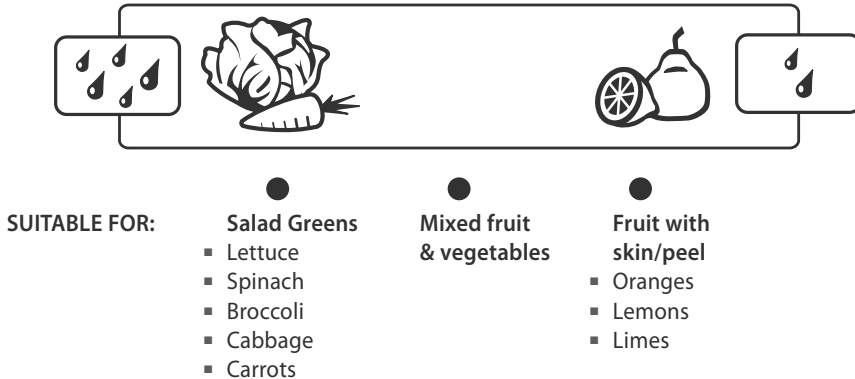 SUITABLE FOR:
Salad Greens
▪ Lettuce
▪ Spinach
▪ Broccoli
▪ Cabbage
▪ Carrots
Mixed fruit
& vegetables
Fruit with
skin/peel
▪ Oranges
▪ Lemons
▪ Limes